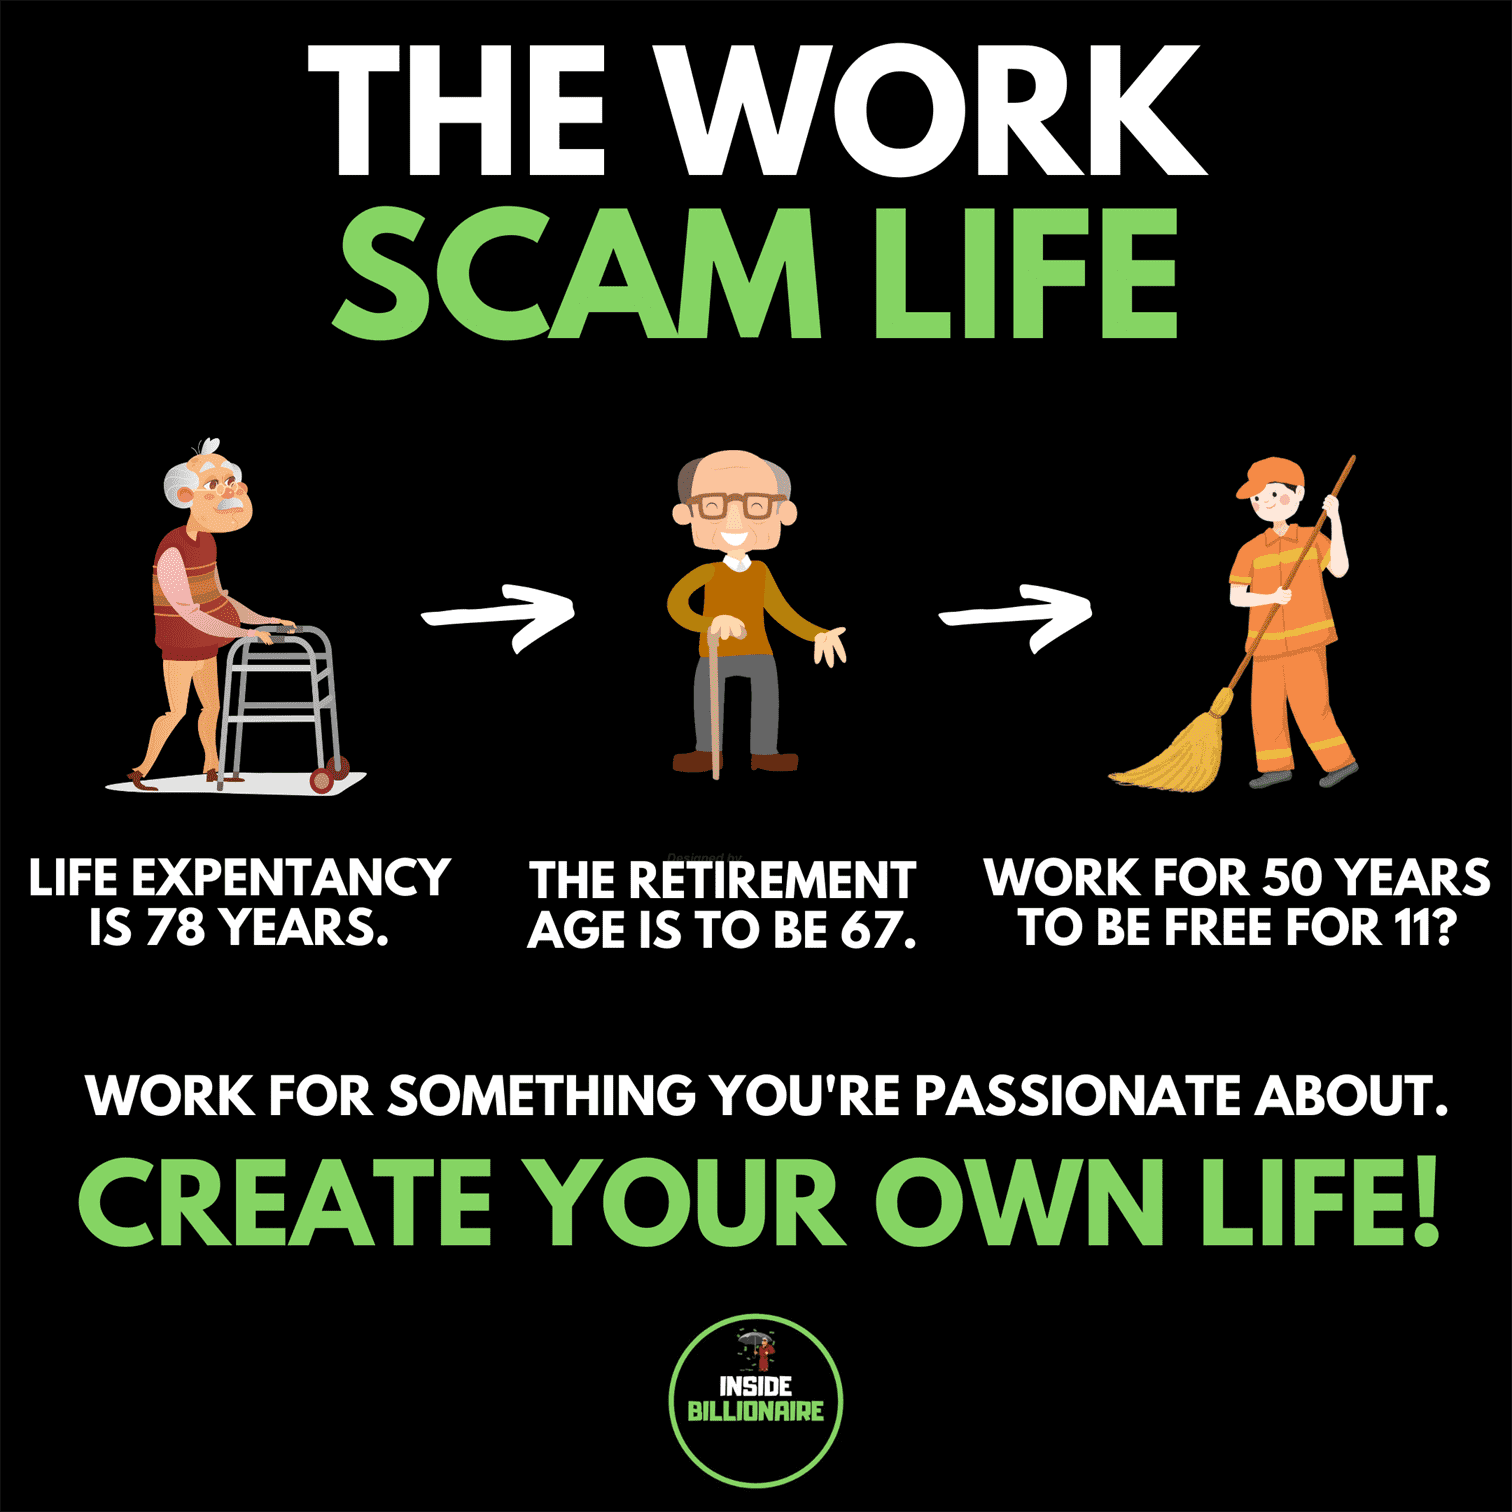 THE WORK
SCAM LIFE
Designed by
LIFE EXPENTANCY
IS 78 YEARS.
THE RETIREMENT
AGE IS TO BE 67.
WORK FOR 50 YEARS
TO BE FREE FOR 11?
WORK FOR SOMETHING YOU'RE PASSIONATE ABOUT.
CREATE YOUR OWN LIFE!
INSIDE
BILLIONAIRE